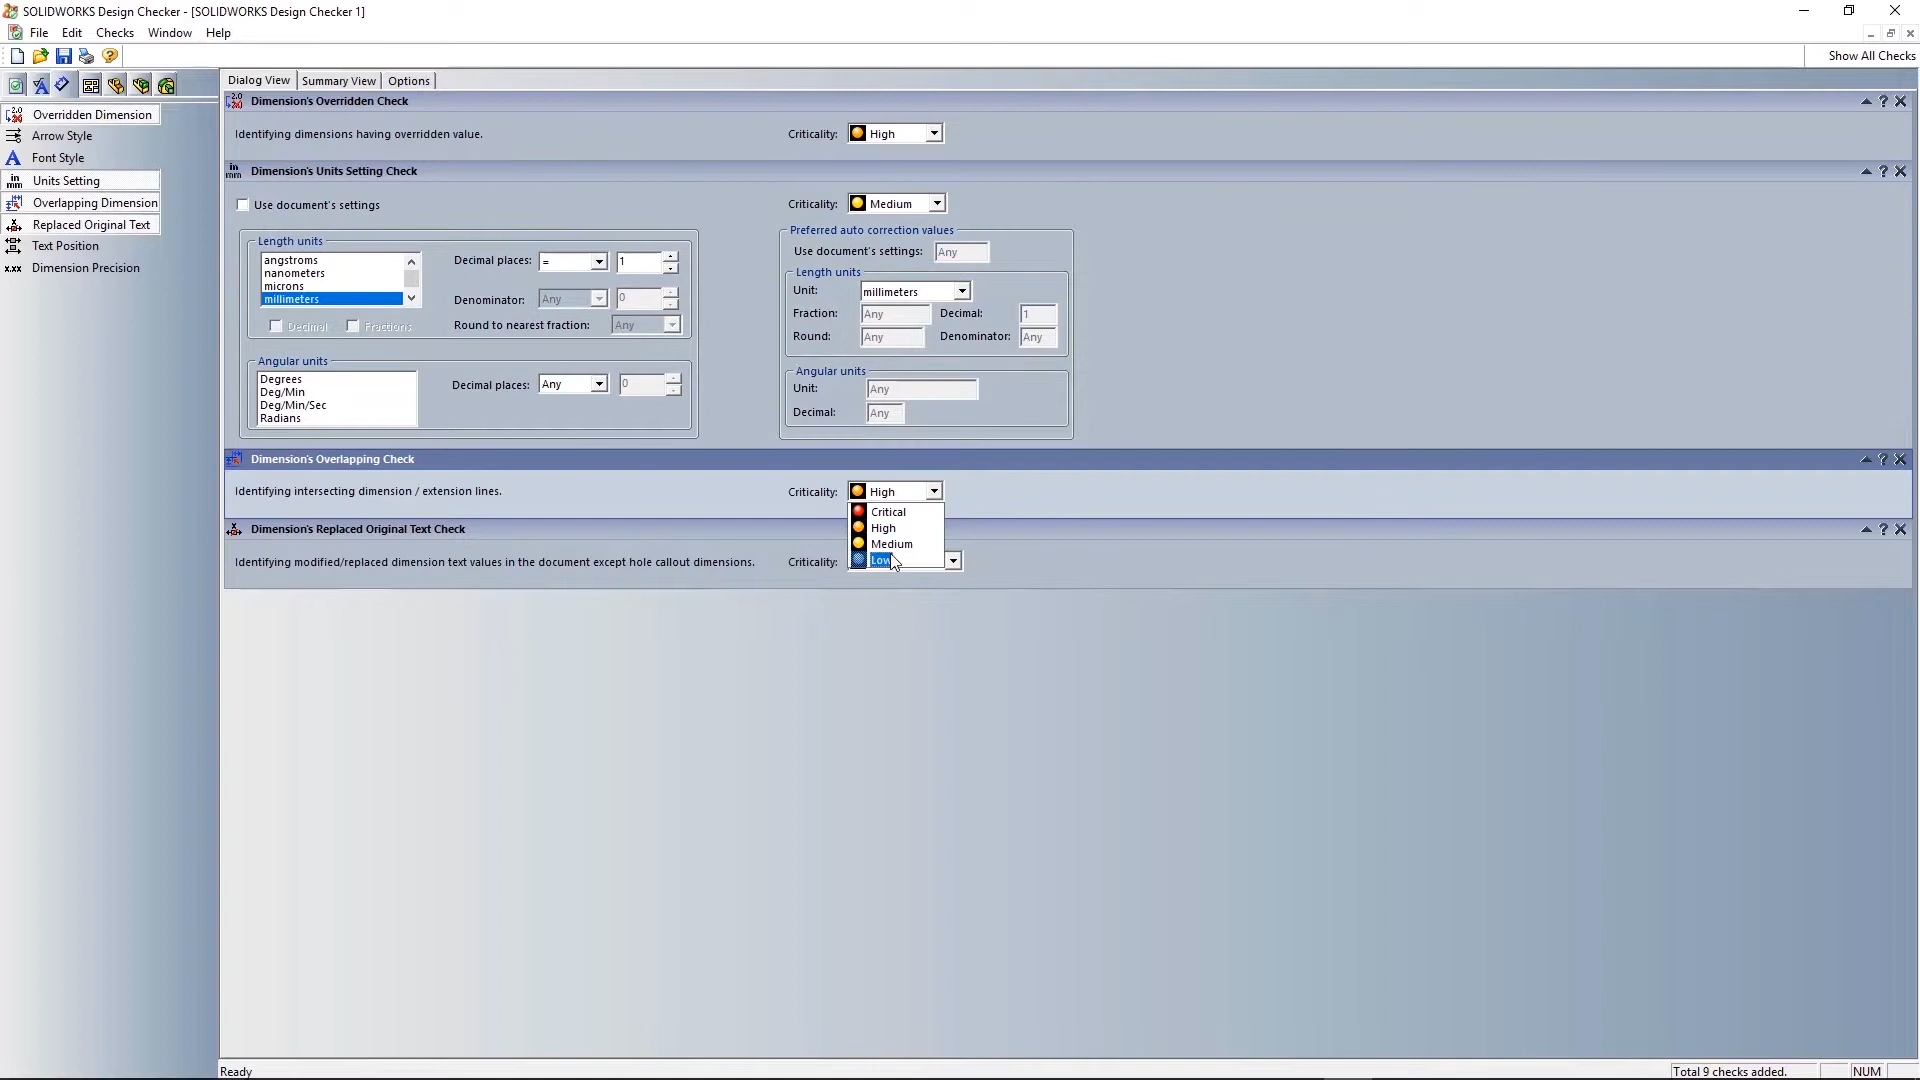 SOLIDWORKS Design Checker - [SOLIDWORKS Design Checker 1]
File Edit Checks Window Help
Show All Checks
Dialog View Summary View Options
Overridden Dimension
Arrow Style
Font Style
Units Setting
Overlapping Dimension
Replaced Original Text
Text Position
x.xx Dimension Precision
Dimension's Overridden Check
Identifying dimensions having overridden value. Criticality: High
in mm Dimension's Units Setting Check
Use document's settings Criticality: Medium
Length units
angstroms
nanometers
microns
millimeters
Decimal places: = 1
Denominator: Any 0
Decimal Fractions Round to nearest fraction: Any
Angular units
Degrees
Deg/Min
Deg/Min/Sec
Radians
Decimal places: Any 0
Preferred auto correction values
Use document's settings: Any
Length units
Unit: millimeters
Fraction: Any Decimal: 1
Round: Any Denominator: Any
Angular units
Unit: Any
Decimal: Any
Dimension's Overlapping Check
Identifying intersecting dimension / extension lines. Criticality: High
Critical
High
Medium
Low
Dimension's Replaced Original Text Check
Identifying modified/replaced dimension text values in the document except hole callout dimensions. Criticality:
Ready Total 9 checks added. NUM